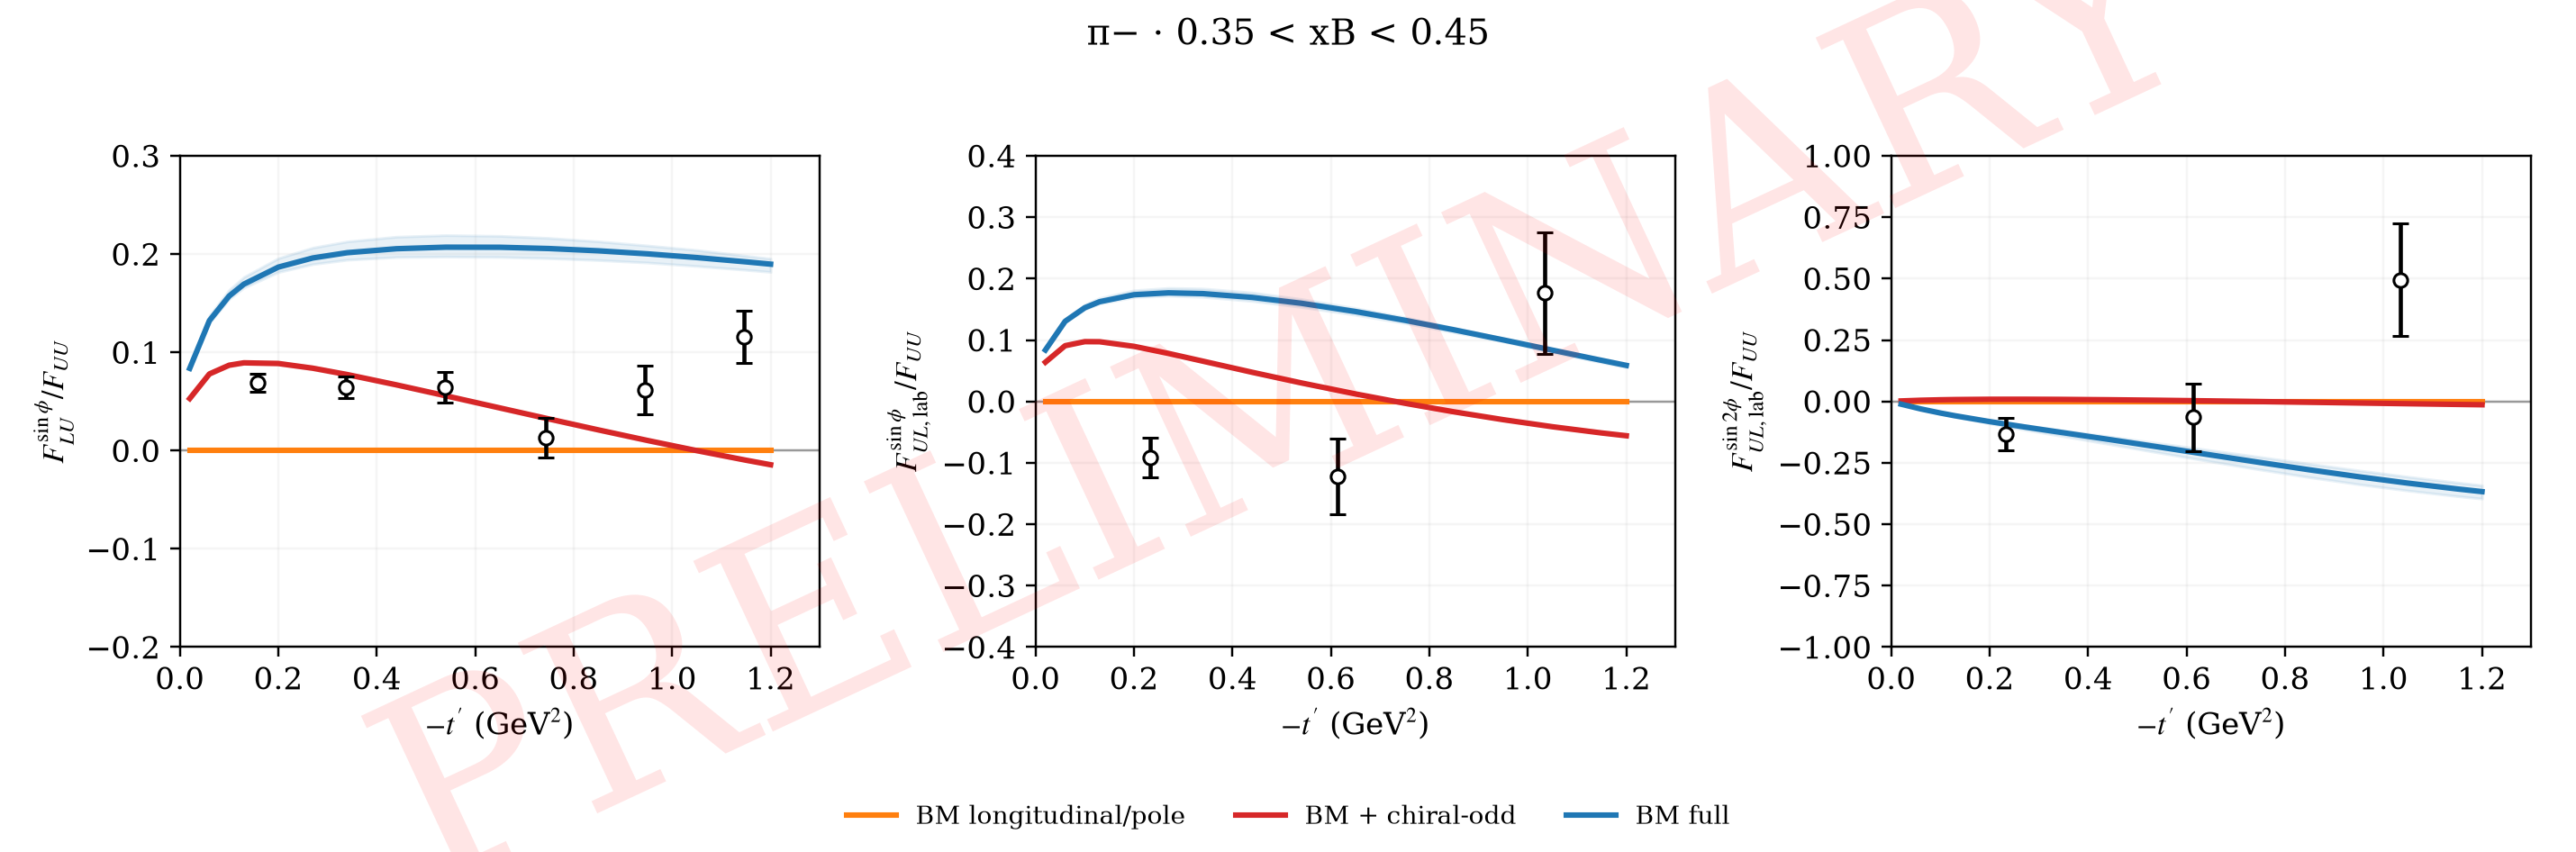 π− · 0.35 < xB < 0.45
PRELIMINARY
0.3
0.2
0.1
0.0
−0.1
−0.2
0.0 0.2 0.4 0.6 0.8 1.0 1.2
−t′ (GeV²)
F_{LU}^{sin ϕ}/F_{UU}
0.4
0.3
0.2
0.1
0.0
−0.1
−0.2
−0.3
−0.4
0.0 0.2 0.4 0.6 0.8 1.0 1.2
−t′ (GeV²)
F_{UL,lab}^{sin ϕ}/F_{UU}
1.00
0.75
0.50
0.25
0.00
−0.25
−0.50
−0.75
−1.00
0.0 0.2 0.4 0.6 0.8 1.0 1.2
−t′ (GeV²)
F_{UL,lab}^{sin 2ϕ}/F_{UU}
BM longitudinal/pole BM + chiral-odd BM full